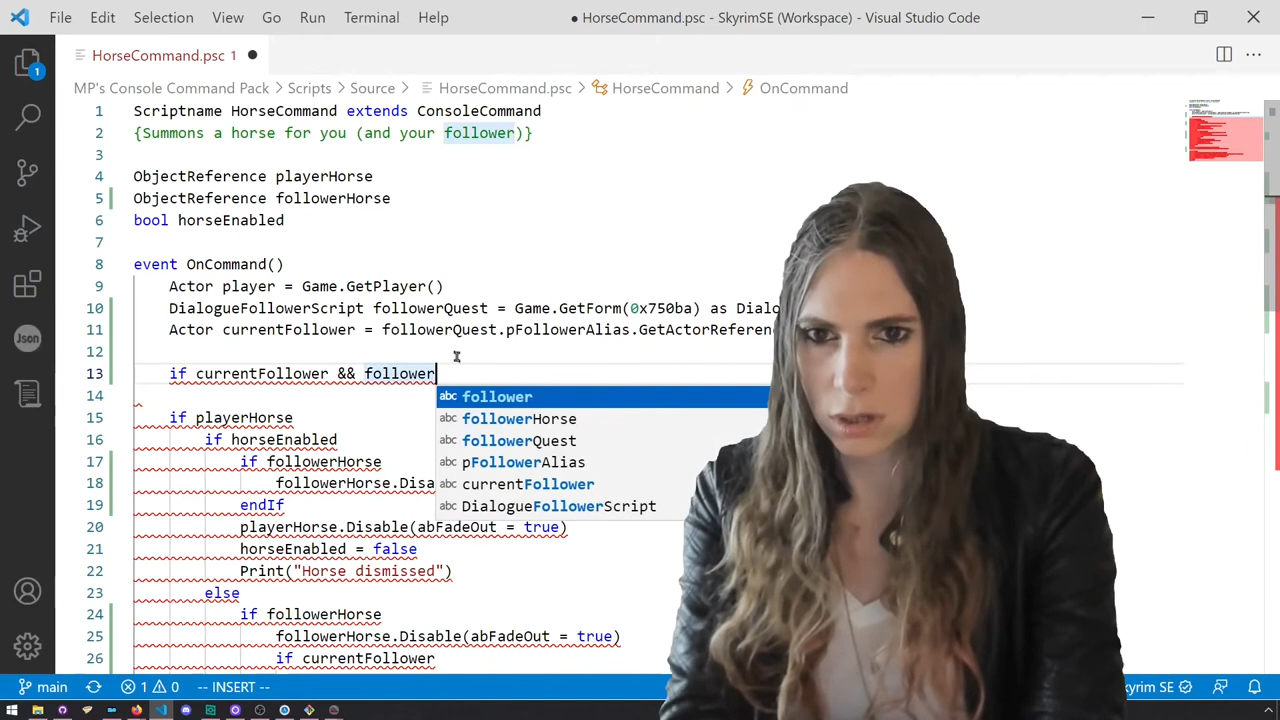 File Edit Selection View Go Run Terminal Help ● HorseCommand.psc - SkyrimSE (Workspace) - Visual Studio Code
HorseCommand.psc 1 ●
MP's Console Command Pack > Scripts > Source > HorseCommand.psc > HorseCommand > OnCommand
1 Scriptname HorseCommand extends ConsoleCommand
2 {Summons a horse for you (and your follower)}
3
4 ObjectReference playerHorse
5 ObjectReference followerHorse
6 bool horseEnabled
7
8 event OnCommand()
9 Actor player = Game.GetPlayer()
10 DialogueFollowerScript followerQuest = Game.GetForm(0x750ba) as Dialo
11 Actor currentFollower = followerQuest.pFollowerAlias.GetActorReferenc
12
13 if currentFollower && follower
14
abc follower
abc followerHorse
abc followerQuest
abc pFollowerAlias
abc currentFollower
abc DialogueFollowerScript
15 if playerHorse
16 if horseEnabled
17 if followerHorse
18 followerHorse.Disa
19 endIf
20 playerHorse.Disable(abFadeOut = true)
21 horseEnabled = false
22 Print("Horse dismissed")
23 else
24 if followerHorse
25 followerHorse.Disable(abFadeOut = true)
26 if currentFollower
1
Json
main 1 0 -- INSERT -- kyrim SE